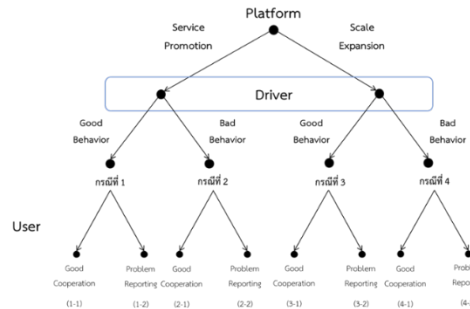 Platform
Service
Promotion
Scale
Expansion
Driver
Good
Behavior
Bad
Behavior
Good
Behavior
Bad
Behavior
กรณีที่ 1
กรณีที่ 2
กรณีที่ 3
กรณีที่ 4
User
Good
Cooperation
(1-1)
Problem
Reporting
(1-2)
Good
Cooperation
(2-1)
Problem
Reporting
(2-2)
Good
Cooperation
(3-1)
Problem
Reporting
(3-2)
Good
Cooperation
(4-1)